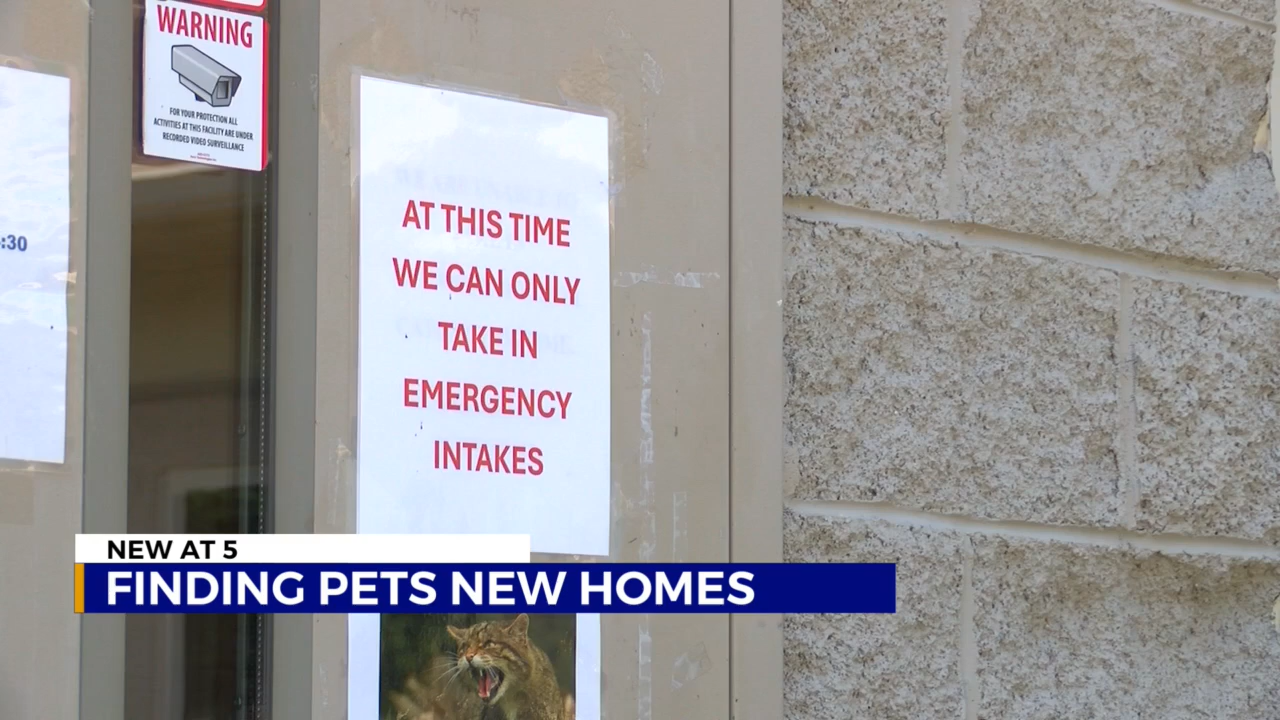 WARNING
FOR YOUR PROTECTION ALL
ACTIVITIES AT THIS FACILITY ARE UNDER
RECORDED VIDEO SURVEILLANCE
:30
AT THIS TIME
WE CAN ONLY
TAKE IN
EMERGENCY
INTAKES
NEW AT 5
FINDING PETS NEW HOMES